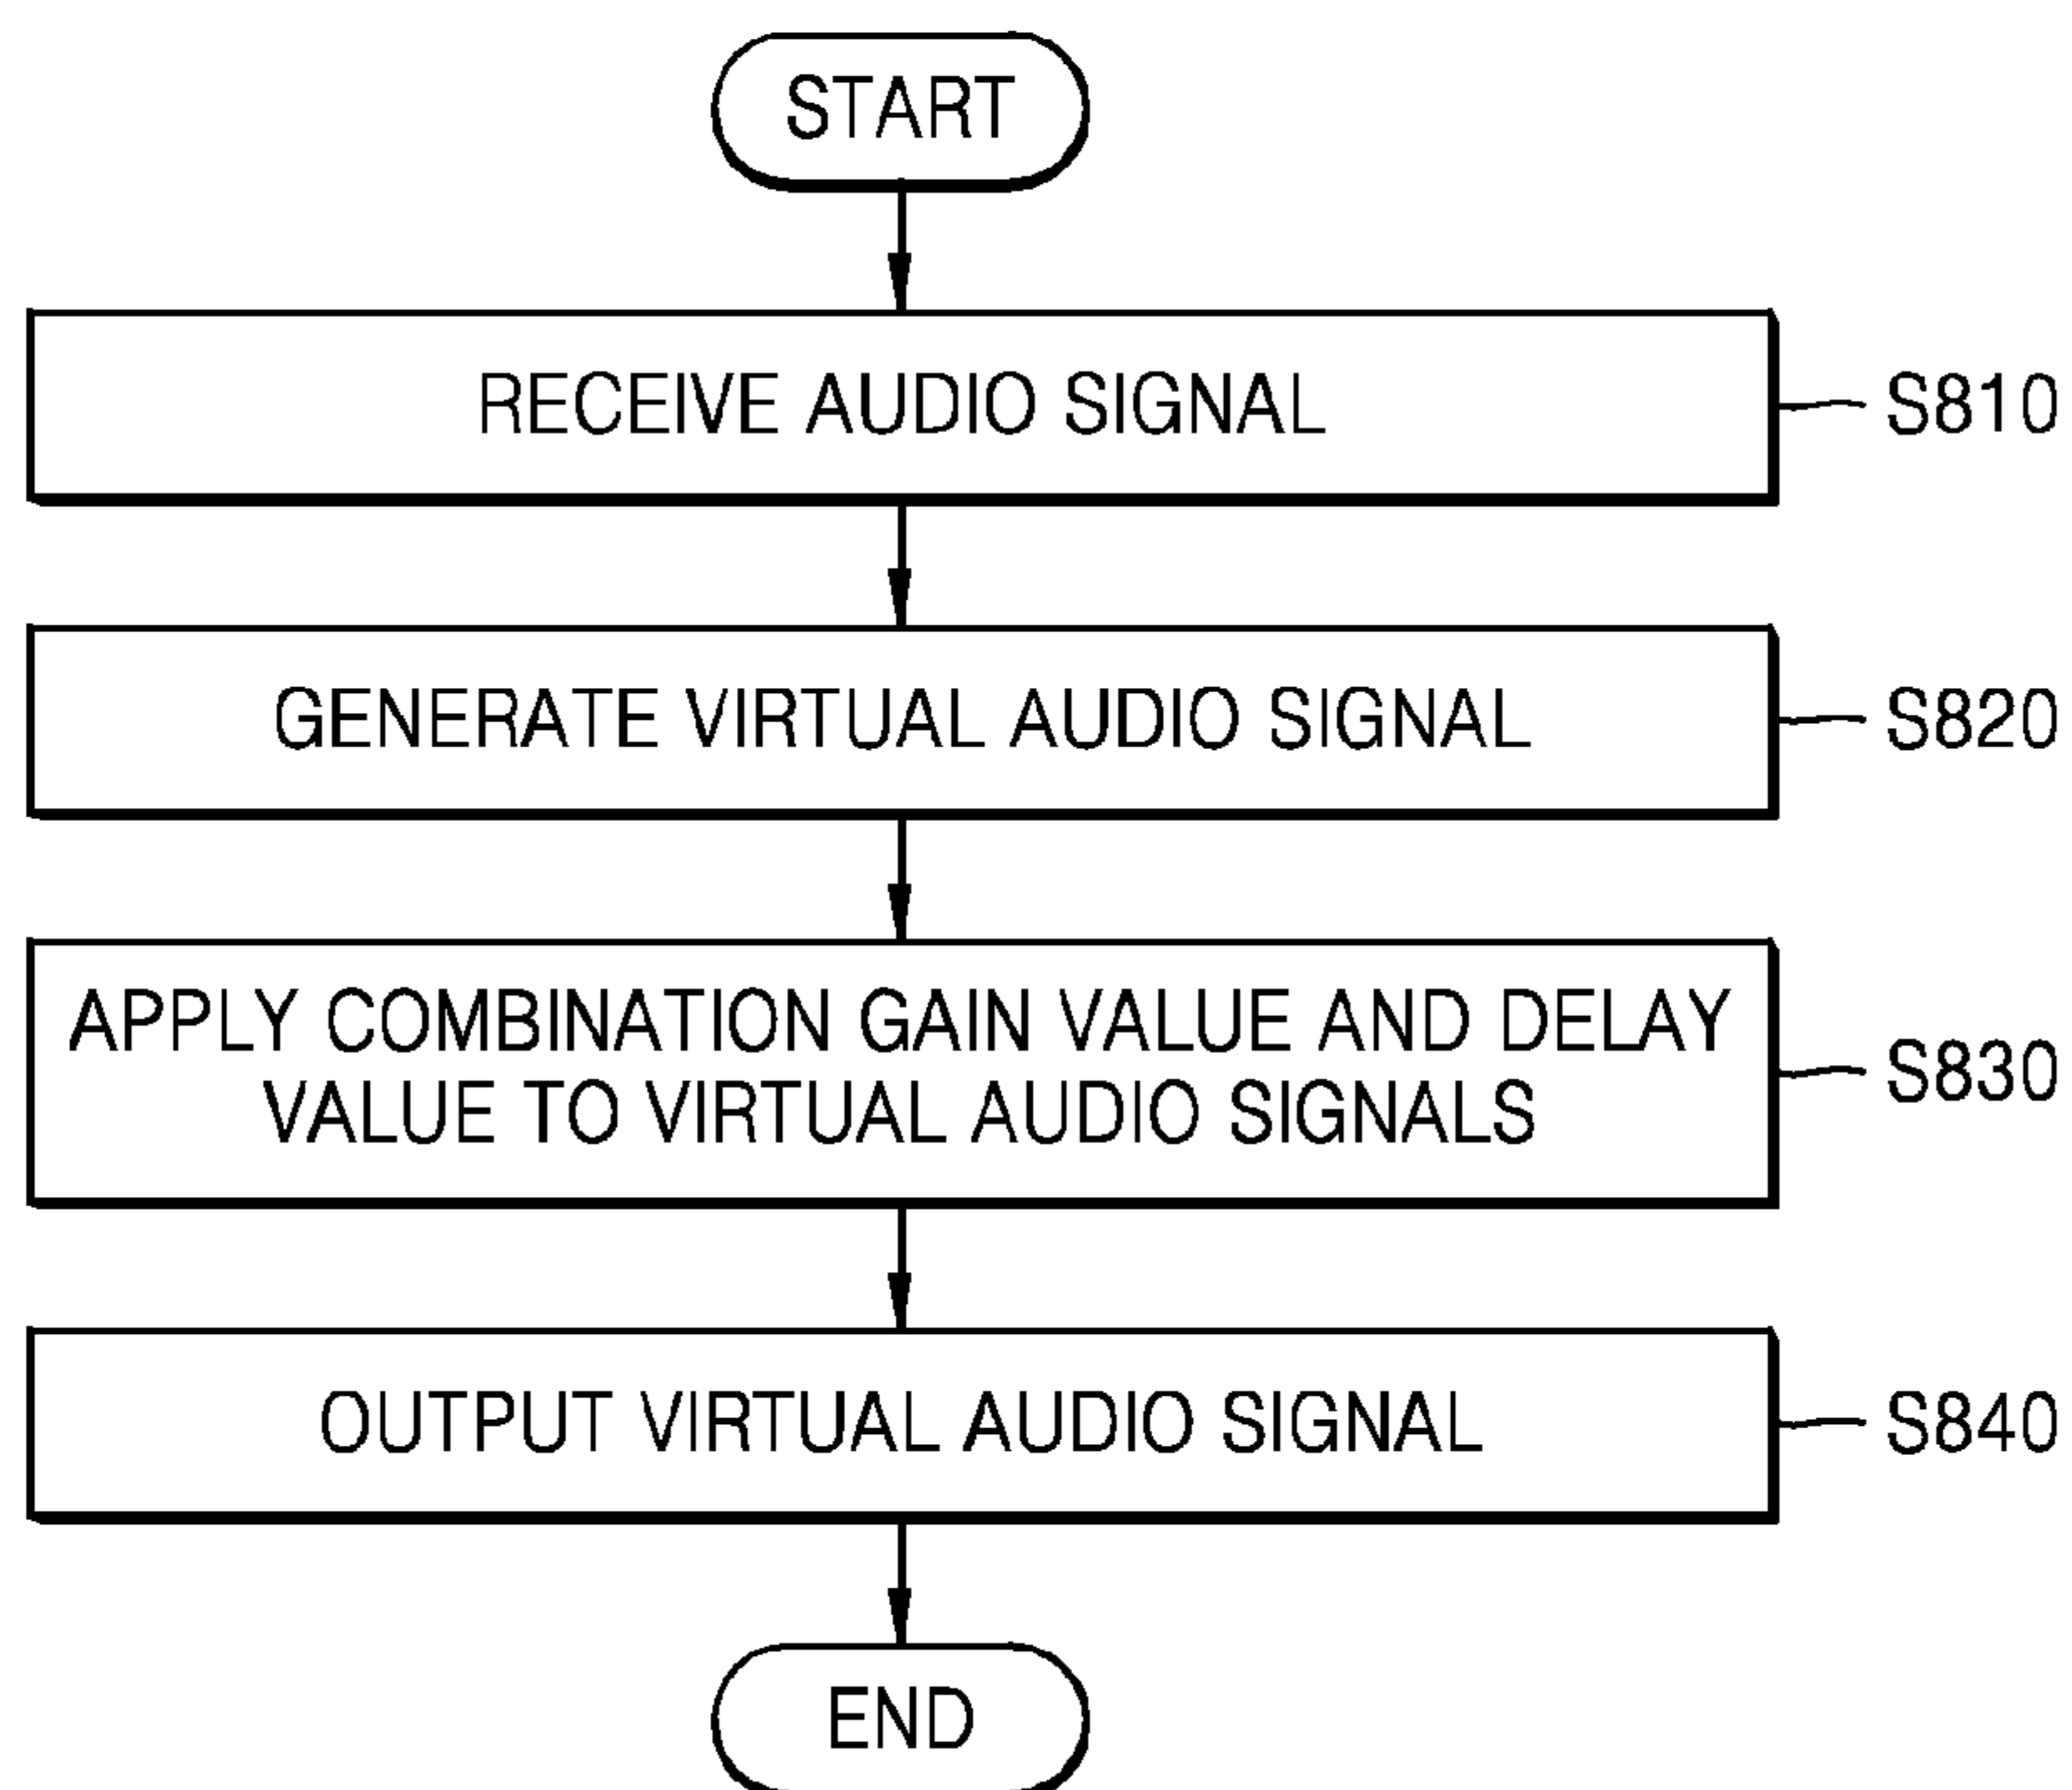 START
RECEIVE AUDIO SIGNAL
S810
GENERATE VIRTUAL AUDIO SIGNAL
S820
APPLY COMBINATION GAIN VALUE AND DELAY
VALUE TO VIRTUAL AUDIO SIGNALS
S830
OUTPUT VIRTUAL AUDIO SIGNAL
S840
END